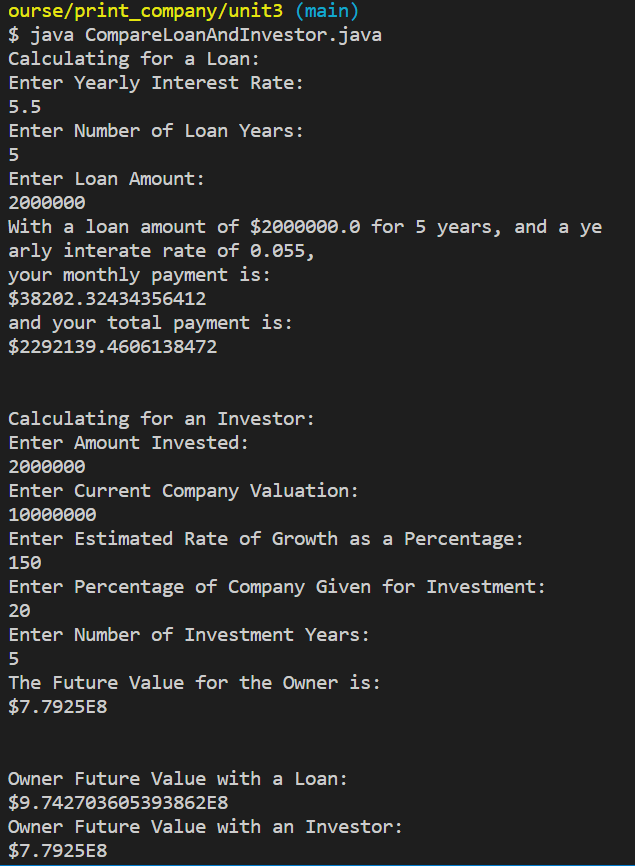 ourse/print_company/unit3 (main)
$ java CompareLoanAndInvestor.java
Calculating for a Loan:
Enter Yearly Interest Rate:
5.5
Enter Number of Loan Years:
5
Enter Loan Amount:
2000000
With a loan amount of $2000000.0 for 5 years, and a ye
arly interate rate of 0.055,
your monthly payment is:
$38202.32434356412
and your total payment is:
$2292139.4606138472
Calculating for an Investor:
Enter Amount Invested:
2000000
Enter Current Company Valuation:
10000000
Enter Estimated Rate of Growth as a Percentage:
150
Enter Percentage of Company Given for Investment:
20
Enter Number of Investment Years:
5
The Future Value for the Owner is:
$7.7925E8
Owner Future Value with a Loan:
$9.742703605393862E8
Owner Future Value with an Investor:
$7.7925E8